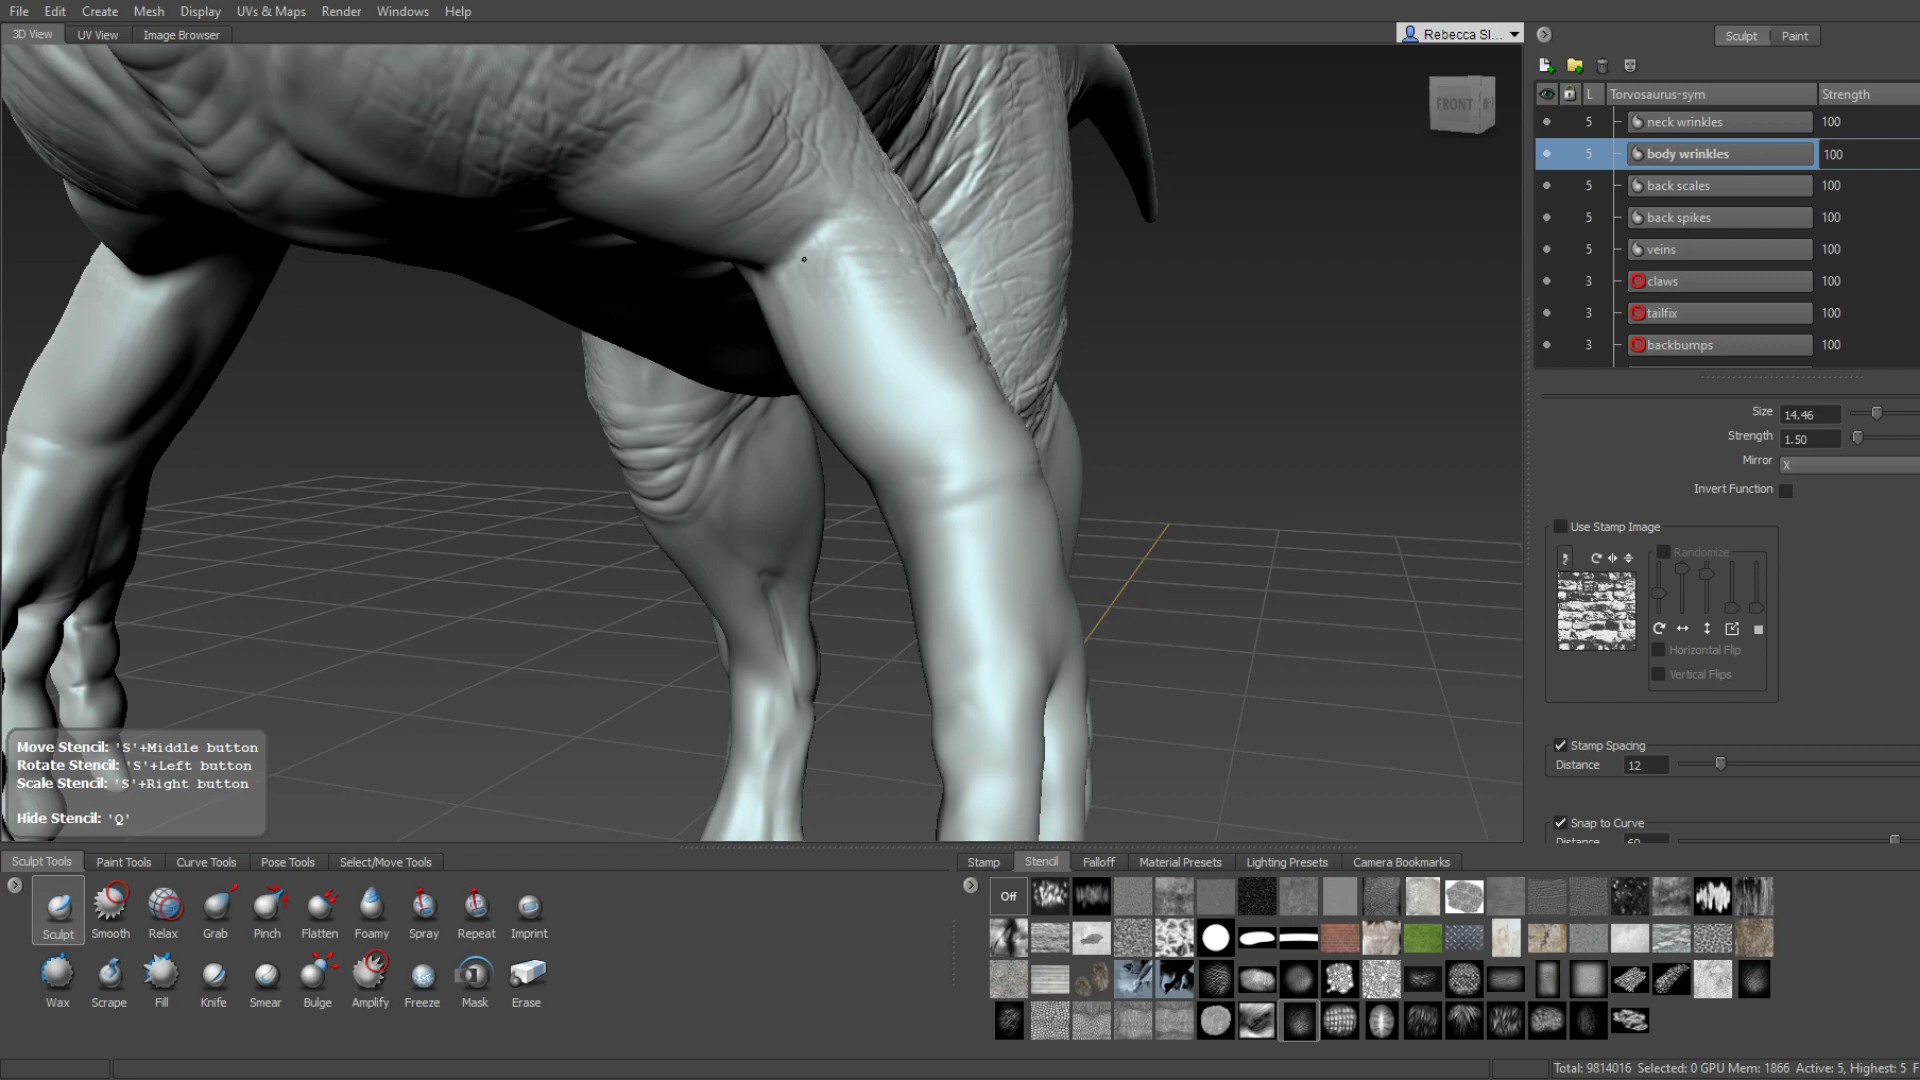 File Edit Create Mesh Display UVs & Maps Render Windows Help
3D View UV View Image Browser
Rebecca Sl...
Sculpt Paint
FRONT
L Torvosaurus-sym Strength
5 neck wrinkles 100
5 body wrinkles 100
5 back scales 100
5 back spikes 100
5 veins 100
3 claws 100
3 tailfix 100
3 backbumps 100
Size 14.46
Strength 1.50
Mirror X
Invert Function
Use Stamp Image
Randomize
Horizontal Flip
Vertical Flips
Stamp Spacing
Distance 12
Snap to Curve
Distance 60
Move Stencil: 'S'+Middle button
Rotate Stencil: 'S'+Left button
Scale Stencil: 'S'+Right button
Hide Stencil: 'Q'
Sculpt Tools Paint Tools Curve Tools Pose Tools Select/Move Tools
Sculpt Smooth Relax Grab Pinch Flatten Foamy Spray Repeat Imprint
Wax Scrape Fill Knife Smear Bulge Amplify Freeze Mask Erase
Stamp Stencil Falloff Material Presets Lighting Presets Camera Bookmarks
Off
Total: 9814016 Selected: 0 GPU Mem: 1866 Active: 5, Highest: 5 F